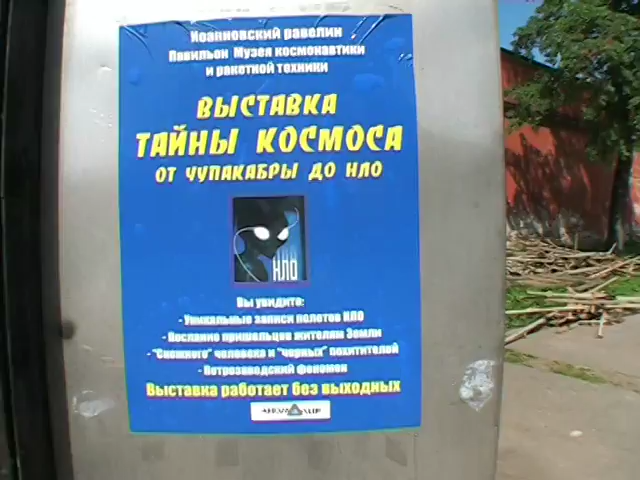 Иоанновский равелин
Павильон Музея космонавтики
и ракетной техники
ВЫСТАВКА
ТАЙНЫ КОСМОСА
ОТ ЧУПАКАБРЫ ДО НЛО
НЛО
Вы увидите:
- Уникальные записи полетов НЛО
- Послание пришельцев жителям Земли
- "Снежного" человека и "черных" похитителей
- Петрозаводский феномен
Выставка работает без выходных